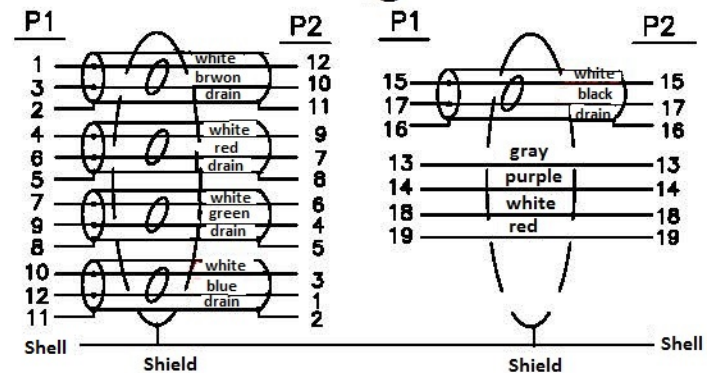 P1 P2
1 white 12
3 brwon 10
2 drain 11
4 white 9
6 red 7
5 drain 8
7 white 6
9 green 4
8 drain 5
10 white 3
12 blue 1
11 drain 2
Shell
Shield
P1 P2
15 white 15
17 black 17
16 drain 16
13 gray 13
14 purple 14
18 white 18
19 red 19
Shell
Shield